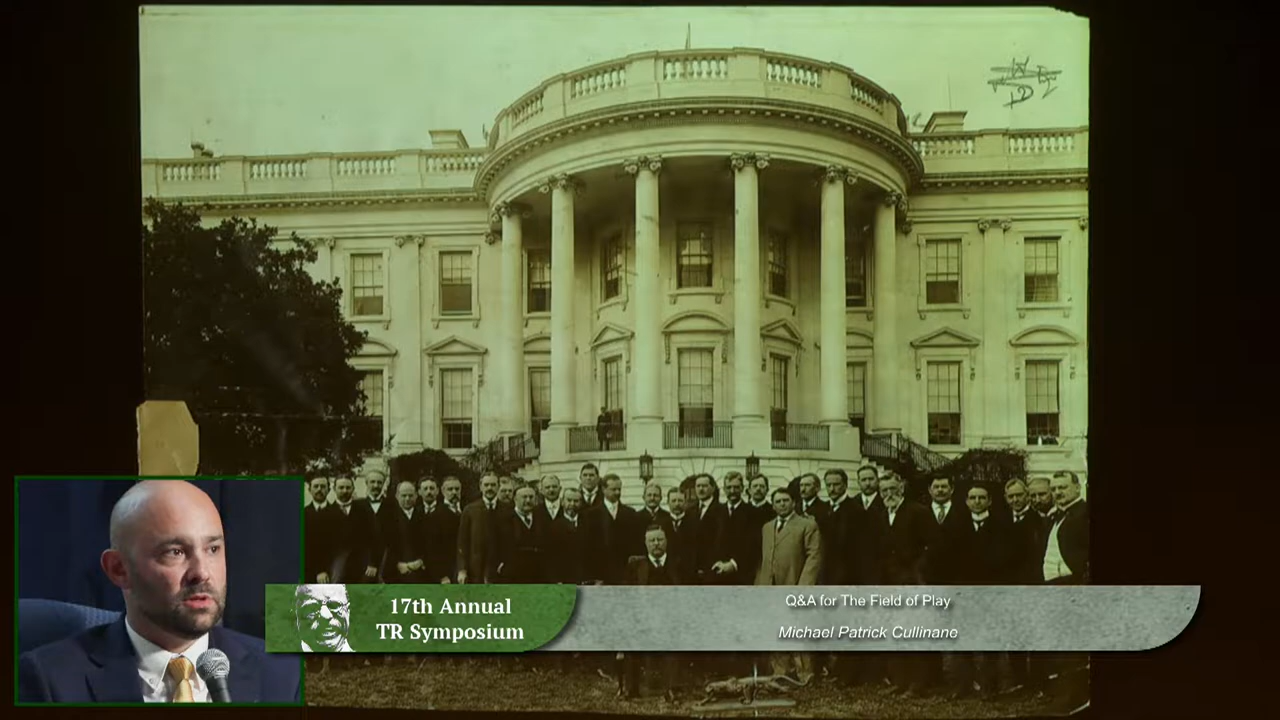 17th Annual
TR Symposium
Q&A for The Field of Play
Michael Patrick Cullinane